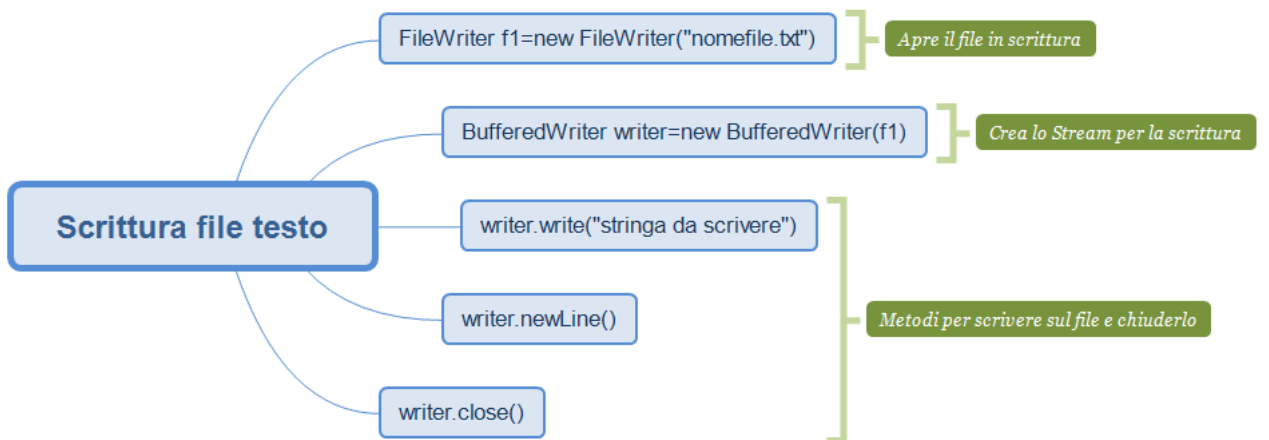 FileWriter f1=new FileWriter("nomefile.txt")
Apre il file in scrittura
BufferedWriter writer=new BufferedWriter(f1)
Crea lo Stream per la scrittura
Scrittura file testo
writer.write("stringa da scrivere")
writer.newLine()
Metodi per scrivere sul file e chiuderlo
writer.close()